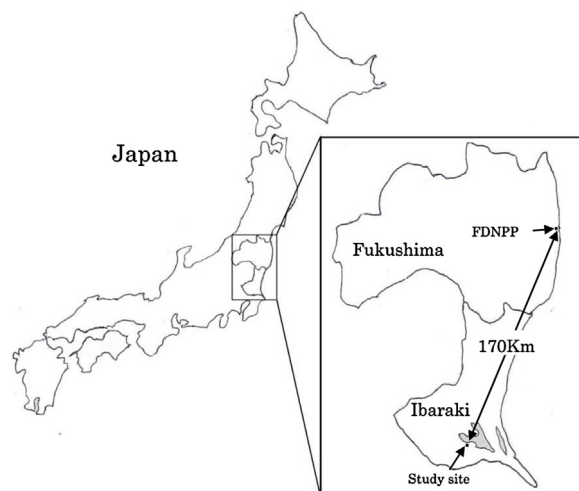 Japan
FDNPP
Fukushima
170Km
Ibaraki
Study site